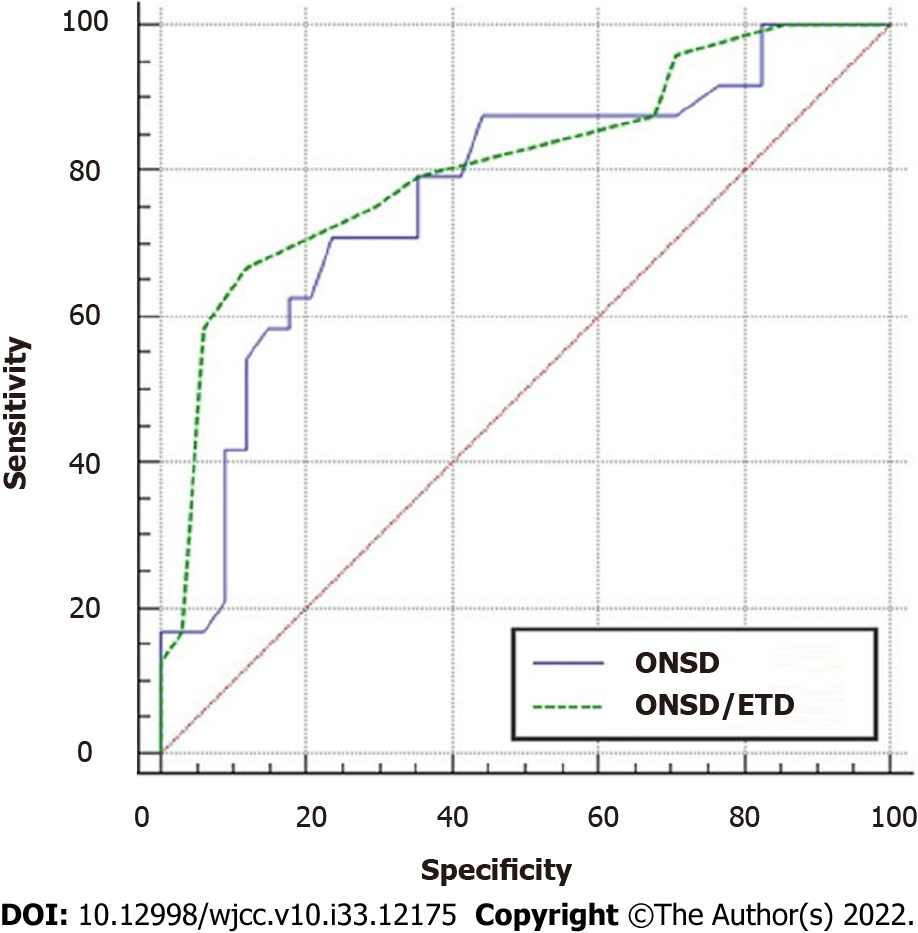 100
80
60
40
20
0
Sensitivity
ONSD
ONSD/ETD
0 20 40 60 80 100
Specificity
DOI: 10.12998/wjcc.v10.i33.12175 Copyright ©The Author(s) 2022.